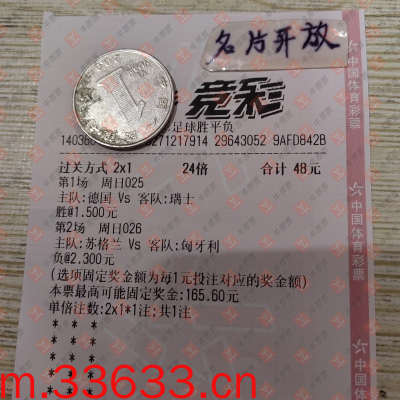 名片开放
竞彩
足球胜平负
271217914 29643052 9AFD842B
过关方式 2x1 24倍 合计 48元
第1场 周日025
主队:德国 Vs 客队:瑞士
胜@1.500元
第2场 周日026
主队:苏格兰 Vs 客队:匈牙利
负@2.300元
(选项固定奖金额为每1元投注对应的奖金额)
本票最高可能固定奖金:165.60元
单倍注数:2x1*1注;共1注
* * *
* * *
* * *
* * *
中国体育彩票
中国体育彩票
m.33633.cn